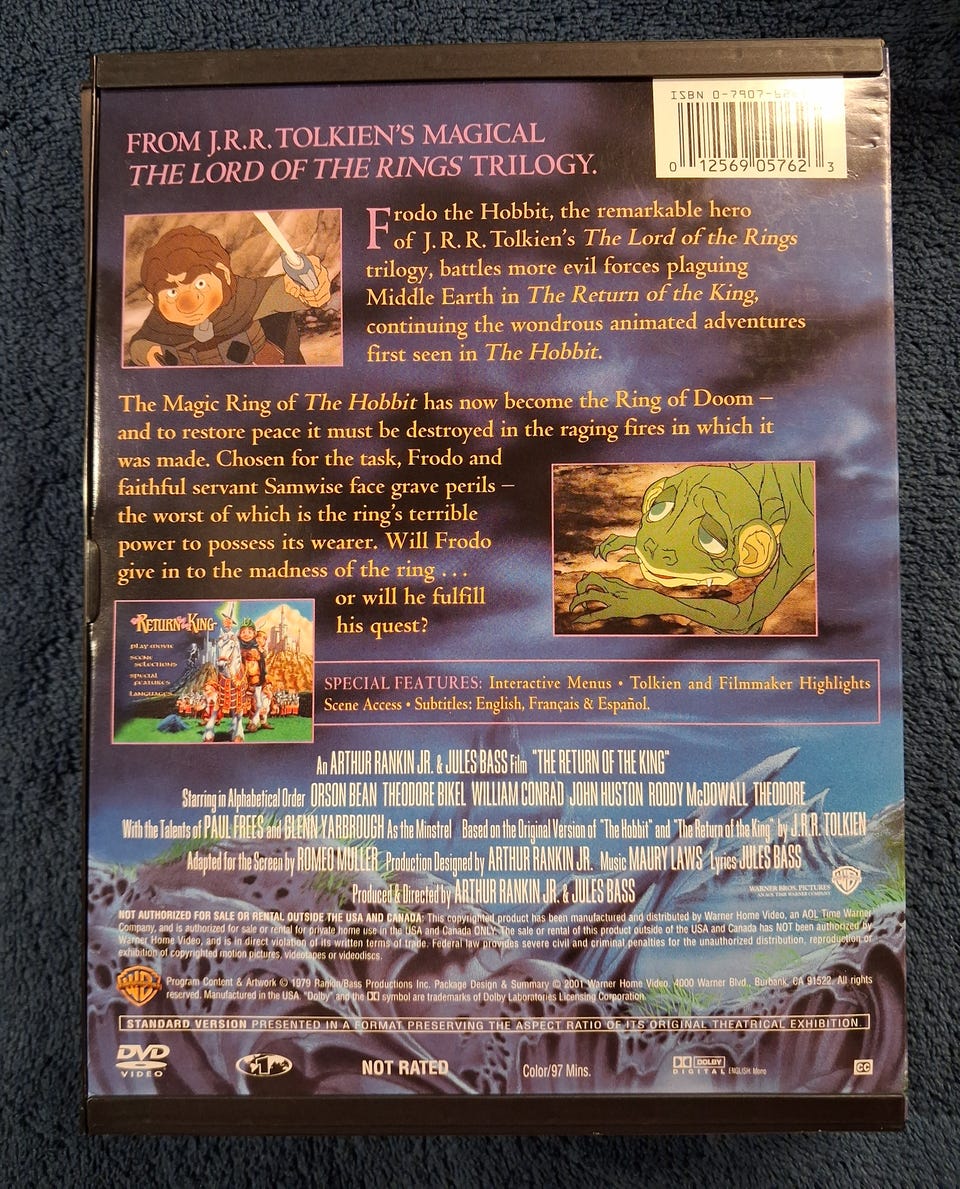 ISBN 0-7907-
0 12569 05762 3
FROM J.R.R. TOLKIEN'S MAGICAL
THE LORD OF THE RINGS TRILOGY.
Frodo the Hobbit, the remarkable hero
of J.R.R. Tolkien's The Lord of the Rings
trilogy, battles more evil forces plaguing
Middle Earth in The Return of the King,
continuing the wondrous animated adventures
first seen in The Hobbit.
The Magic Ring of The Hobbit has now become the Ring of Doom –
and to restore peace it must be destroyed in the raging fires in which it
was made. Chosen for the task, Frodo and
faithful servant Samwise face grave perils –
the worst of which is the ring's terrible
power to possess its wearer. Will Frodo
give in to the madness of the ring . . .
or will he fulfill
his quest?
RETURN KING
PLAY MOVIE
SCENE
SELECTIONS
SPECIAL
FEATURES
LANGUAGES
SPECIAL FEATURES: Interactive Menus • Tolkien and Filmmaker Highlights
Scene Access • Subtitles: English, Français & Español.
An ARTHUR RANKIN JR. & JULES BASS Film "THE RETURN OF THE KING"
Starring in Alphabetical Order ORSON BEAN THEODORE BIKEL WILLIAM CONRAD JOHN HUSTON RODDY McDOWALL THEODORE
With the Talents of PAUL FREES and GLENN YARBROUGH As the Minstrel Based on the Original Version of "The Hobbit" and "The Return of the King" by J.R.R. TOLKIEN
Adapted for the Screen by ROMEO MULLER Production Designed by ARTHUR RANKIN JR. Music MAURY LAWS Lyrics JULES BASS
Produced & Directed by ARTHUR RANKIN JR. & JULES BASS
WARNER BROS. PICTURES
AN AOL TIME WARNER COMPANY
NOT AUTHORIZED FOR SALE OR RENTAL OUTSIDE THE USA AND CANADA: This copyrighted product has been manufactured and distributed by Warner Home Video, an AOL Time Warner
Company, and is authorized for sale or rental for private home use in the USA and Canada ONLY. The sale or rental of this product outside of the USA and Canada has NOT been authorized by
Warner Home Video, and is in direct violation of its written terms of trade. Federal law provides severe civil and criminal penalties for the unauthorized distribution, reproduction or
exhibition of copyrighted motion pictures, videotapes or videodiscs.
Program Content & Artwork © 1979 Rankin/Bass Productions Inc. Package Design & Summary © 2001 Warner Home Video, 4000 Warner Blvd., Burbank, CA 91522. All rights
reserved. Manufactured in the USA. "Dolby" and the DD symbol are trademarks of Dolby Laboratories Licensing Corporation.
STANDARD VERSION PRESENTED IN A FORMAT PRESERVING THE ASPECT RATIO OF ITS ORIGINAL THEATRICAL EXHIBITION.
DVD
VIDEO
1
NOT RATED
Color/97 Mins.
DOLBY
DIGITAL ENGLISH: Mono
CC